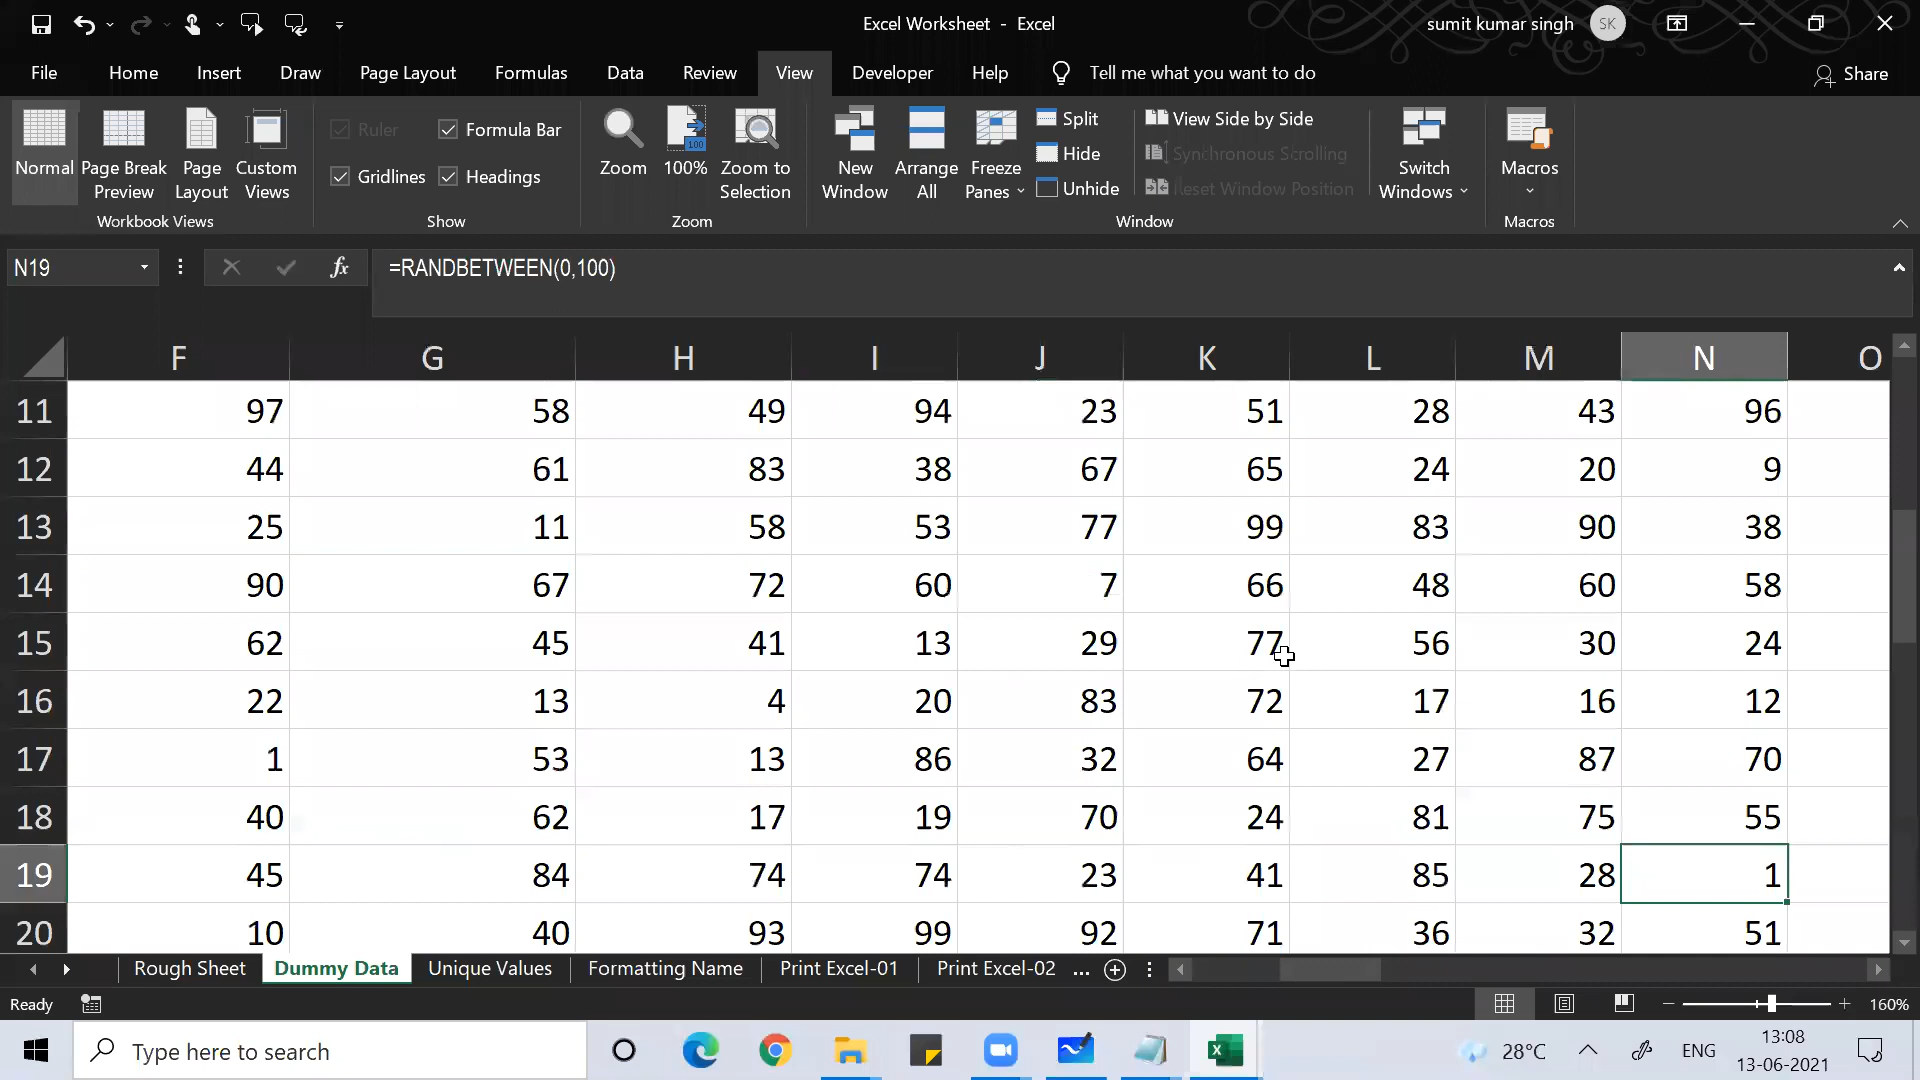 Excel Worksheet - Excel
sumit kumar singh SK
File Home Insert Draw Page Layout Formulas Data Review View Developer Help Tell me what you want to do Share
Normal
Page Break Preview
Page Layout
Custom Views
Workbook Views
Ruler
Formula Bar
Gridlines
Headings
Show
Zoom
100
100%
Zoom to Selection
Zoom
New Window
Arrange All
Freeze Panes
Split
Hide
Unhide
View Side by Side
Synchronous Scrolling
Reset Window Position
Window
Switch Windows
Macros
Macros
N19 fx =RANDBETWEEN(0,100)
F G H I J K L M N O
11 97 58 49 94 23 51 28 43 96
12 44 61 83 38 67 65 24 20 9
13 25 11 58 53 77 99 83 90 38
14 90 67 72 60 7 66 48 60 58
15 62 45 41 13 29 77 56 30 24
16 22 13 4 20 83 72 17 16 12
17 1 53 13 86 32 64 27 87 70
18 40 62 17 19 70 24 81 75 55
19 45 84 74 74 23 41 85 28 1
20 10 40 93 99 92 71 36 32 51
Rough Sheet Dummy Data Unique Values Formatting Name Print Excel-01 Print Excel-02 ...
Ready 160%
Type here to search 28°C ENG 13:08
13-06-2021